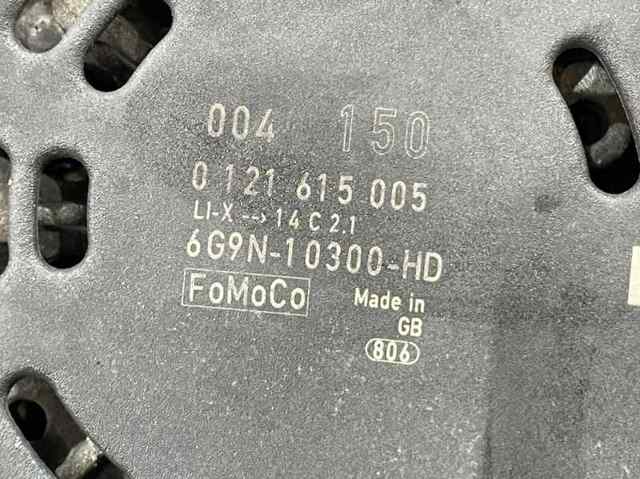 004 150
0 121 615 005
LI-X --> 14 C 2.1
6G9N-10300-HD
FoMoCo
Made in
GB
806